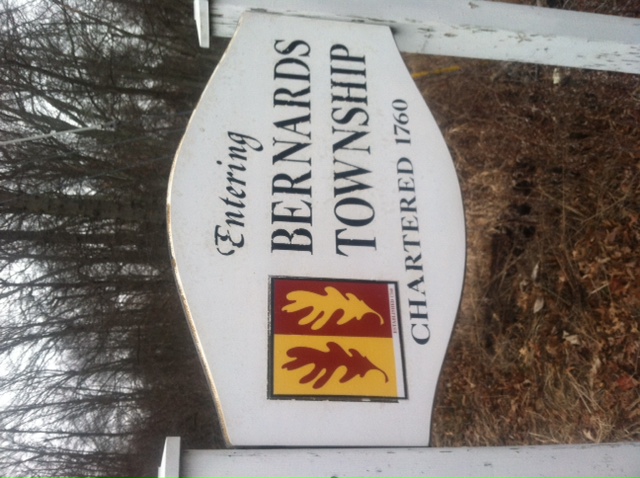 Entering
BERNARDS
TOWNSHIP
CHARTERED 1760